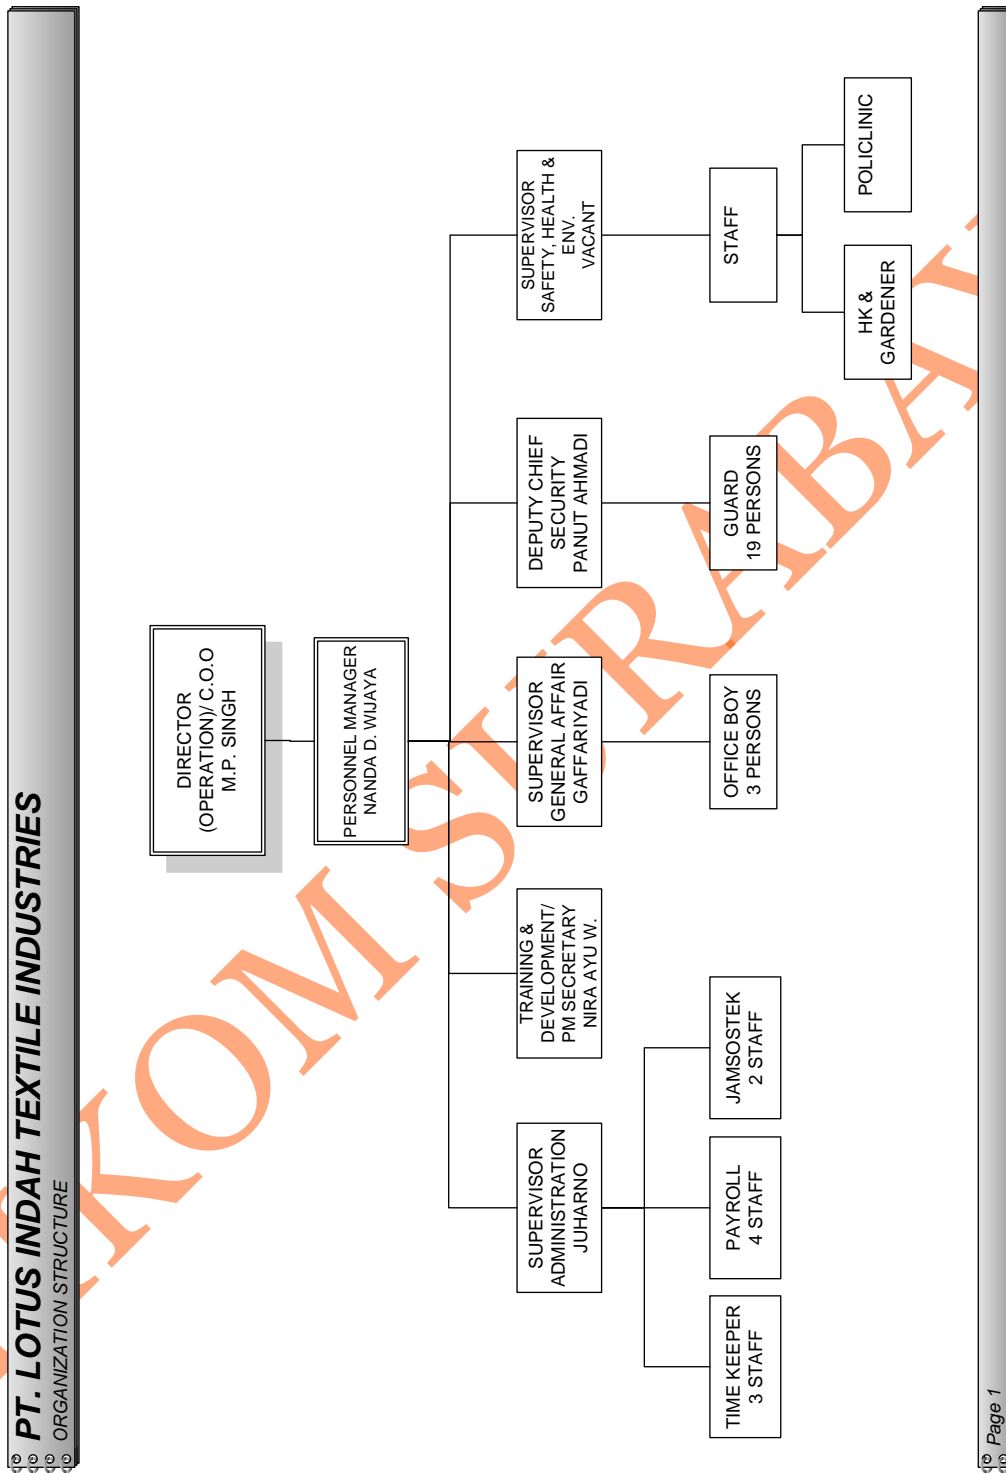 PT. LOTUS INDAH TEXTILE INDUSTRIES
ORGANIZATION STRUCTURE
DIRECTOR
(OPERATION)/ C.O.O
M.P. SINGH
PERSONNEL MANAGER
NANDA D. WIJAYA
SUPERVISOR
ADMINISTRATION
JUHARNO
TRAINING &
DEVELOPMENT/
PM SECRETARY
NIRA AYU W.
SUPERVISOR
GENERAL AFFAIR
GAFFARIYADI
DEPUTY CHIEF
SECURITY
PANUT AHMADI
SUPERVISOR
SAFETY, HEALTH &
ENV.
VACANT
TIME KEEPER
3 STAFF
PAYROLL
4 STAFF
JAMSOSTEK
2 STAFF
OFFICE BOY
3 PERSONS
GUARD
19 PERSONS
STAFF
HK &
GARDENER
POLICLINIC
Page 1
KOM SURABAY